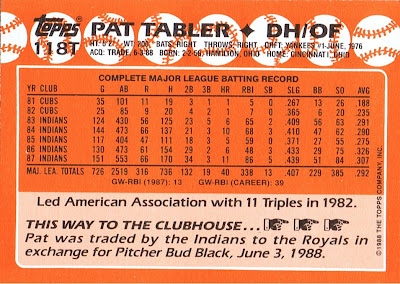 Topps PAT TABLER ♦ DH/OF
118T HT: 6'2" WT: 200 BATS: RIGHT THROWS: RIGHT DRFT: YANKEES #1-JUNE, 1976
ACQ: TRADE, 6-3-88 BORN: 2-2-58, HAMILTON, OHIO HOME: CINCINNATI, OHIO
COMPLETE MAJOR LEAGUE BATTING RECORD
YR CLUB G AB R H 2B 3B HR RBI SB SLG BB SO AVG
81 CUBS 35 101 11 19 3 1 1 5 0 .267 13 26 .188
82 CUBS 25 85 9 20 4 2 1 7 0 .365 6 20 .235
83 INDIANS 124 430 56 125 23 5 6 65 2 .409 56 63 .291
84 INDIANS 144 473 66 137 21 3 10 68 3 .410 47 62 .290
85 INDIANS 117 404 47 111 18 3 5 59 0 .371 27 55 .275
86 INDIANS 130 473 61 154 29 2 6 48 3 .433 29 75 .326
87 INDIANS 151 553 66 170 34 3 11 86 5 .439 51 84 .307
MAJ. LEA. TOTALS 726 2519 316 736 132 19 40 338 13 .407 229 385 .292
GW-RBI (1987): 13 GW-RBI (CAREER): 39
Led American Association with 11 Triples in 1982.
THIS WAY TO THE CLUBHOUSE...
Pat was traded by the Indians to the Royals in
exchange for Pitcher Bud Black, June 3, 1988.
©1988 THE TOPPS COMPANY, INC.